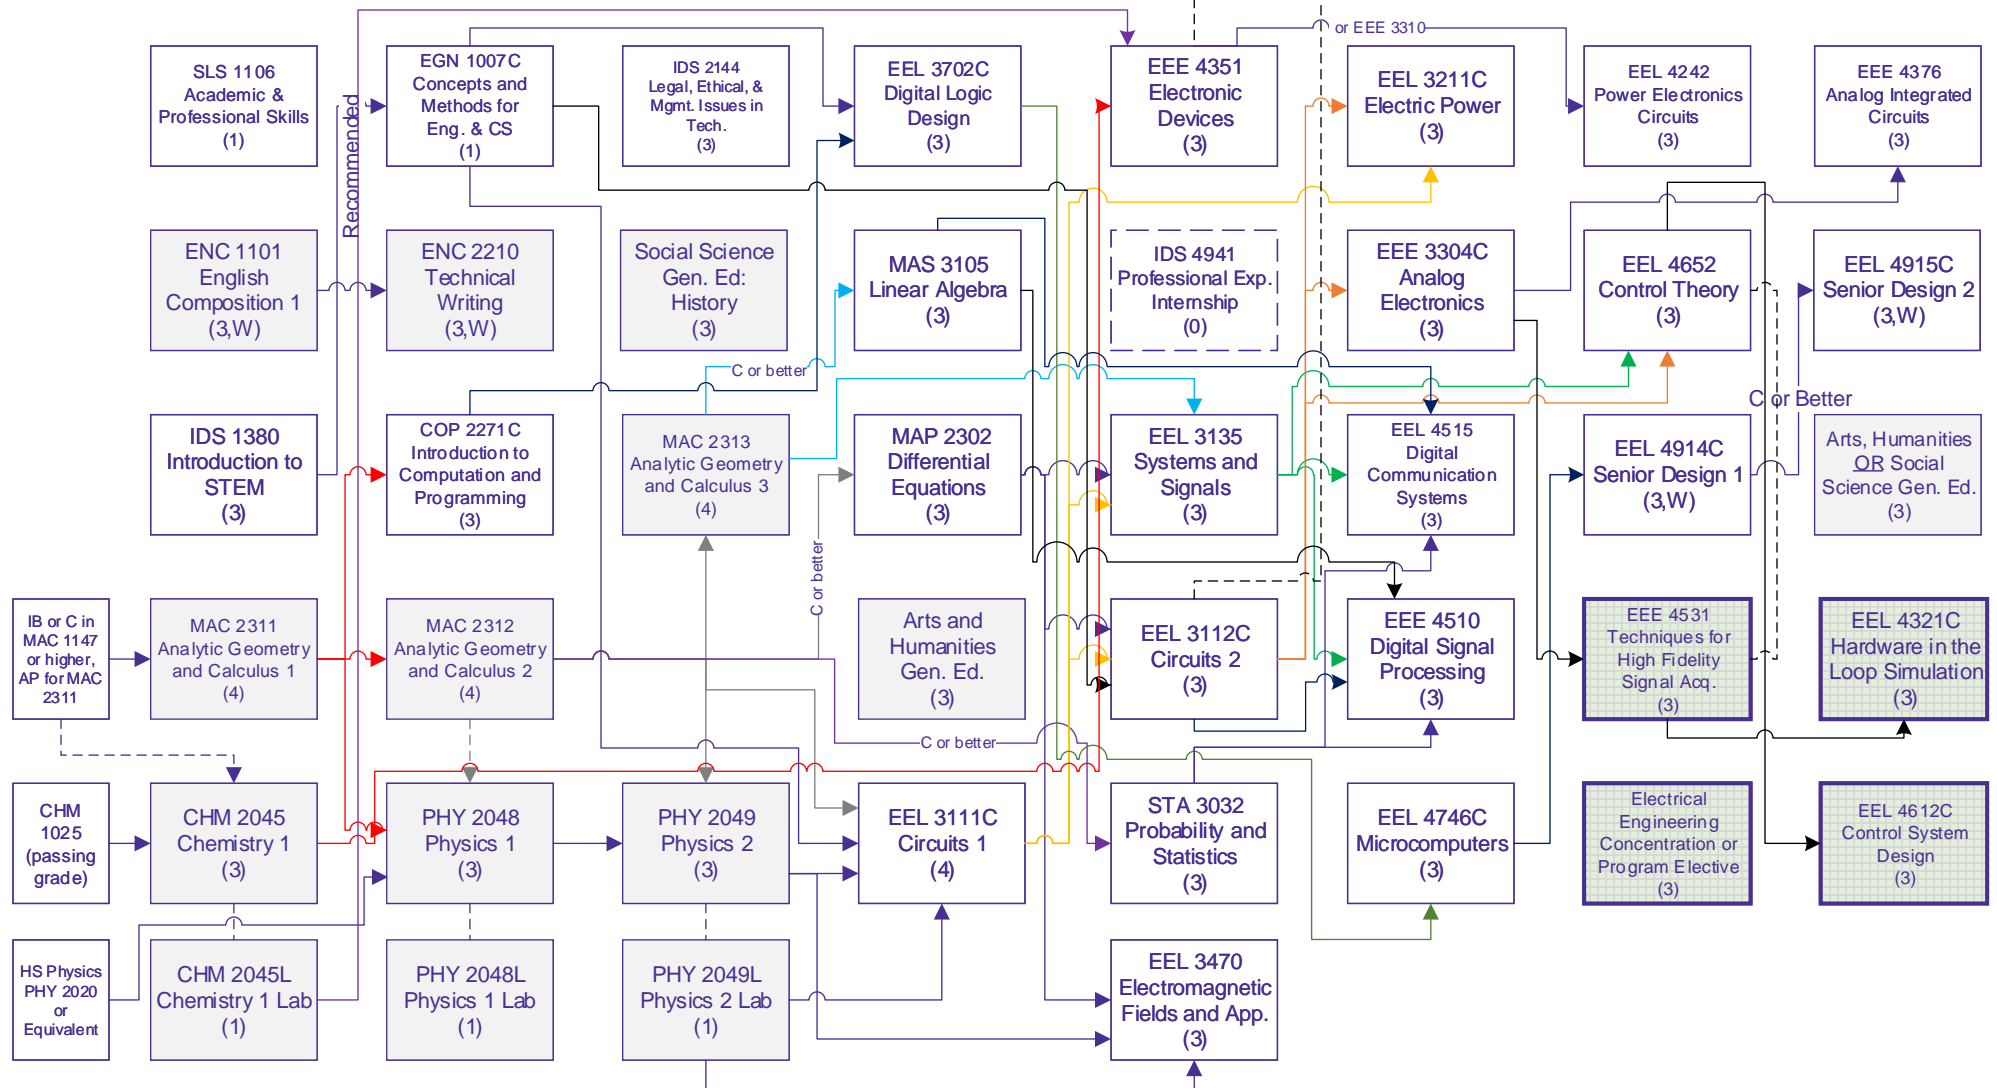 or EEE 3310
SLS 1106
Academic &
Professional Skills
(1)
EGN 1007C
Concepts and
Methods for
Eng. & CS
(1)
IDS 2144
Legal, Ethical, &
Mgmt. Issues in
Tech.
(3)
EEL 3702C
Digital Logic
Design
(3)
EEE 4351
Electronic
Devices
(3)
EEL 3211C
Electric Power
(3)
EEL 4242
Power Electronics
Circuits
(3)
EEE 4376
Analog Integrated
Circuits
(3)
Recommended
ENC 1101
English
Composition 1
(3,W)
ENC 2210
Technical
Writing
(3,W)
Social Science
Gen. Ed:
History
(3)
MAS 3105
Linear Algebra
(3)
IDS 4941
Professional Exp.
Internship
(0)
EEE 3304C
Analog
Electronics
(3)
EEL 4652
Control Theory
(3)
EEL 4915C
Senior Design 2
(3,W)
C or better
C or Better
IDS 1380
Introduction to
STEM
(3)
COP 2271C
Introduction to
Computation and
Programming
(3)
MAC 2313
Analytic Geometry
and Calculus 3
(4)
MAP 2302
Differential
Equations
(3)
EEL 3135
Systems and
Signals
(3)
EEL 4515
Digital
Communication
Systems
(3)
EEL 4914C
Senior Design 1
(3,W)
Arts, Humanities
OR Social
Science Gen. Ed.
(3)
C or better
IB or C in
MAC 1147
or higher,
AP for MAC
2311
MAC 2311
Analytic Geometry
and Calculus 1
(4)
MAC 2312
Analytic Geometry
and Calculus 2
(4)
Arts and
Humanities
Gen. Ed.
(3)
EEL 3112C
Circuits 2
(3)
EEE 4510
Digital Signal
Processing
(3)
EEE 4531
Techniques for
High Fidelity
Signal Acq.
(3)
EEL 4321C
Hardware in the
Loop Simulation
(3)
C or better
CHM
1025
(passing
grade)
CHM 2045
Chemistry 1
(3)
PHY 2048
Physics 1
(3)
PHY 2049
Physics 2
(3)
EEL 3111C
Circuits 1
(4)
STA 3032
Probability and
Statistics
(3)
EEL 4746C
Microcomputers
(3)
Electrical
Engineering
Concentration or
Program Elective
(3)
EEL 4612C
Control System
Design
(3)
HS Physics
PHY 2020
or
Equivalent
CHM 2045L
Chemistry 1 Lab
(1)
PHY 2048L
Physics 1 Lab
(1)
PHY 2049L
Physics 2 Lab
(1)
EEL 3470
Electromagnetic
Fields and App.
(3)